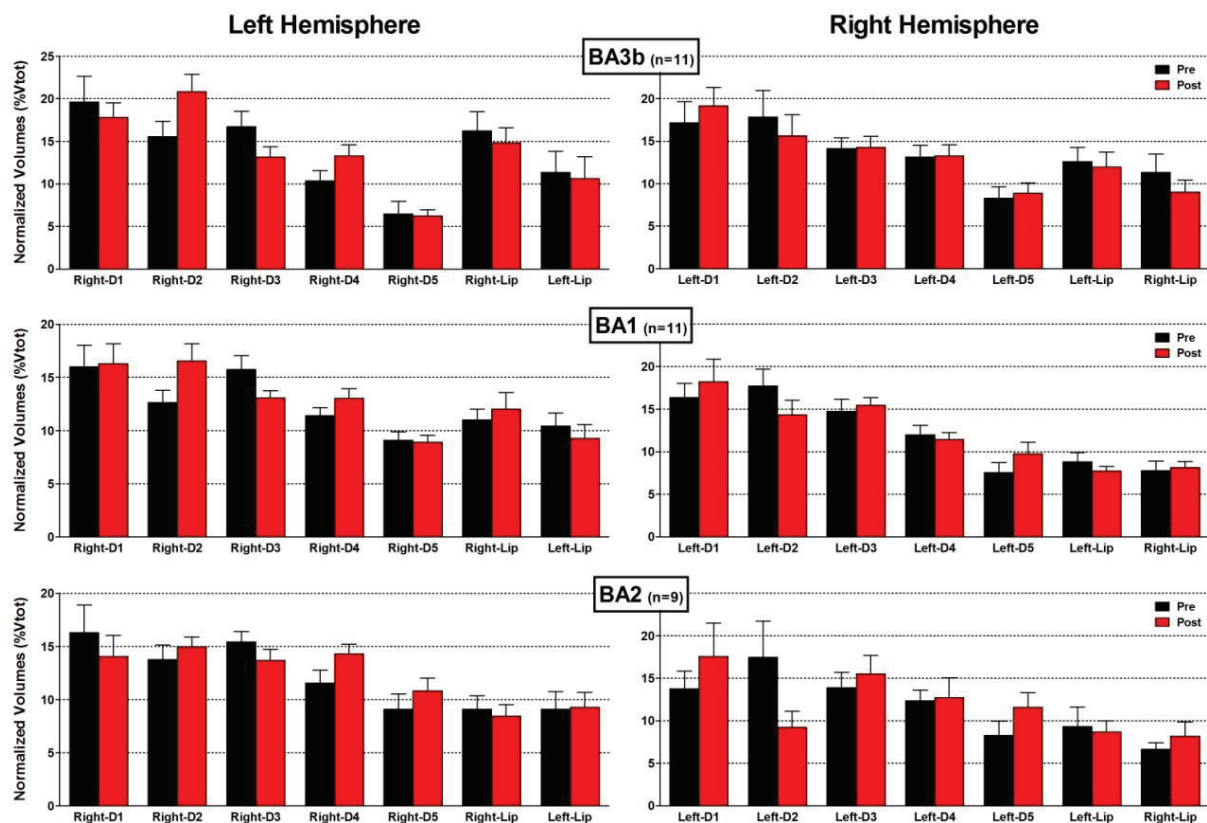 Left Hemisphere
Right Hemisphere
BA3b (n=11)
Normalized Volumes (%Vtot)
25
20
15
10
5
0
Right-D1 Right-D2 Right-D3 Right-D4 Right-D5 Right-Lip Left-Lip
Pre
Post
20
15
10
5
0
Left-D1 Left-D2 Left-D3 Left-D4 Left-D5 Left-Lip Right-Lip
BA1 (n=11)
Normalized Volumes (%Vtot)
20
15
10
5
0
Right-D1 Right-D2 Right-D3 Right-D4 Right-D5 Right-Lip Left-Lip
Pre
Post
20
15
10
5
0
Left-D1 Left-D2 Left-D3 Left-D4 Left-D5 Left-Lip Right-Lip
BA2 (n=9)
Normalized Volumes (%Vtot)
20
15
10
5
0
Right-D1 Right-D2 Right-D3 Right-D4 Right-D5 Right-Lip Left-Lip
Pre
Post
20
15
10
5
0
Left-D1 Left-D2 Left-D3 Left-D4 Left-D5 Left-Lip Right-Lip